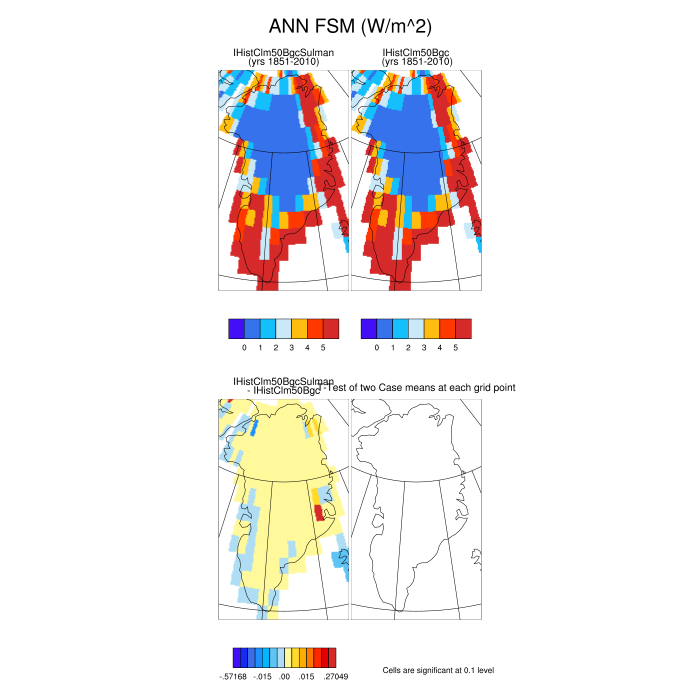 ANN FSM (W/m^2)
IHistClm50BgcSulman
(yrs 1851-2010)
IHistClm50Bgc
(yrs 1851-2010)
0 1 2 3 4 5
0 1 2 3 4 5
IHistClm50BgcSulman
- IHistClm50Bgc
T-Test of two Case means at each grid point
-.57168 -.015 .00 .015 .27049
Cells are significant at 0.1 level